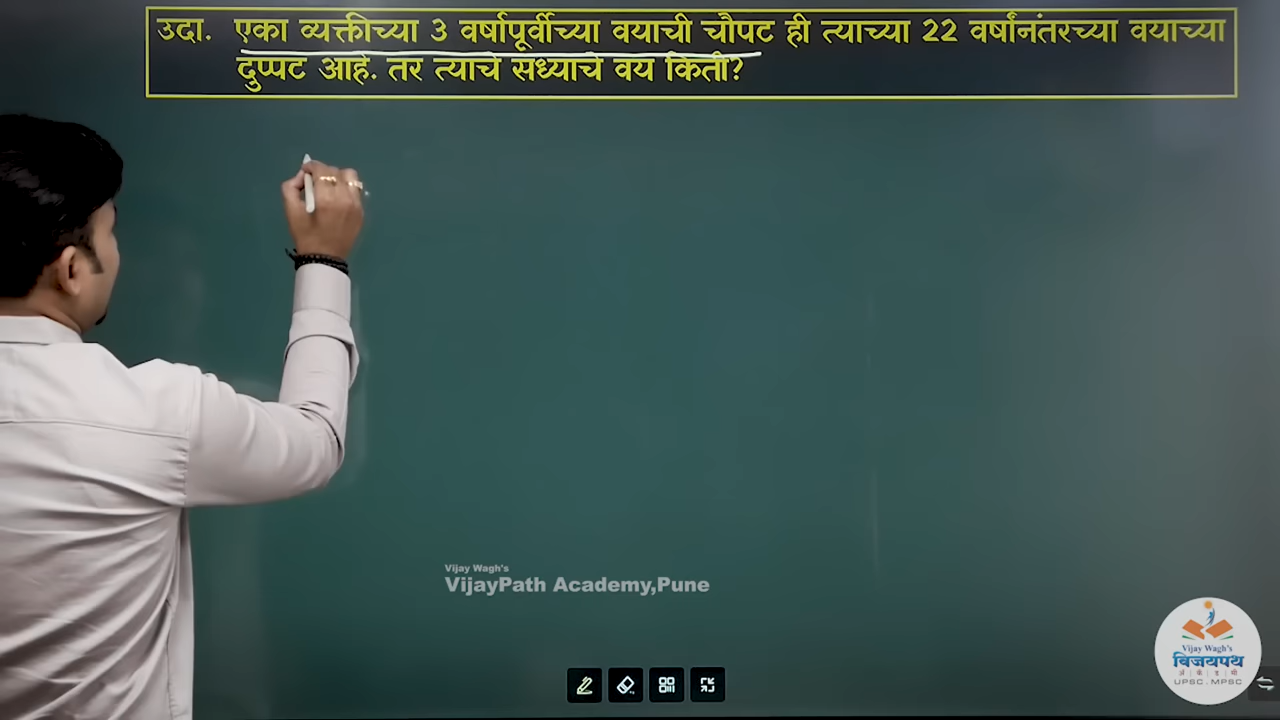 उदा. एका व्यक्तीच्या 3 वर्षापूर्वीच्या वयाची चौपट ही त्याच्या 22 वर्षांनंतरच्या वयाच्या
दुप्पट आहे. तर त्याचे सध्याचे वय किती?
Vijay Wagh's
VijayPath Academy,Pune
Vijay Wagh's
विजयपथ
UPSC . MPSC